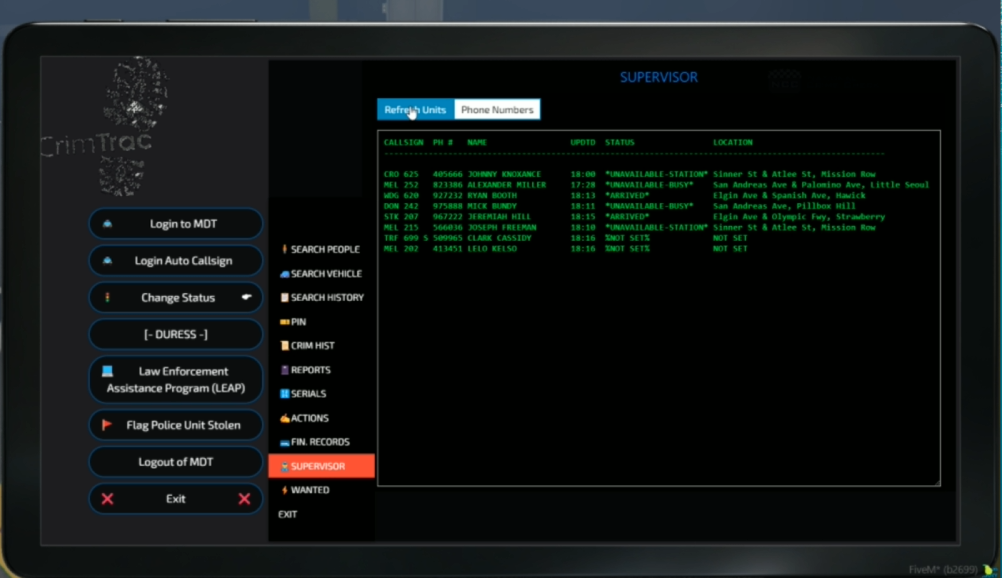 SUPERVISOR
CrimTrac
Refresh Units Phone Numbers
CALLSIGN PH # NAME UPDTD STATUS LOCATION
CRO 625 405666 JOHNNY KNOXANCE 18:00 *UNAVAILABLE-STATION* Sinner St & Atlee St, Mission Row
MEL 252 823386 ALEXANDER MILLER 17:28 *UNAVAILABLE-BUSY* San Andreas Ave & Palomino Ave, Little Seoul
WDG 620 927232 RYAN BOOTH 18:13 *ARRIVED* Elgin Ave & Spanish Ave, Hawick
DON 242 975888 MICK BUNDY 18:11 *UNAVAILABLE-BUSY* San Andreas Ave, Pillbox Hill
STK 207 967222 JEREMIAH HILL 18:15 *ARRIVED* Elgin Ave & Olympic Fwy, Strawberry
MEL 215 566036 JOSEPH FREEMAN 18:10 *UNAVAILABLE-STATION* Sinner St & Atlee St, Mission Row
TRF 699 S 509965 CLARK CASSIDY 18:16 %NOT SET% NOT SET
MEL 202 413451 LELO KELSO 18:16 %NOT SET% NOT SET
Login to MDT
Login Auto Callsign
Change Status
[- DURESS -]
Law Enforcement
Assistance Program (LEAP)
Flag Police Unit Stolen
Logout of MDT
Exit
SEARCH PEOPLE
SEARCH VEHICLE
SEARCH HISTORY
PIN
CRIM HIST
REPORTS
SERIALS
ACTIONS
FIN. RECORDS
SUPERVISOR
WANTED
EXIT
FiveM* (b2699)